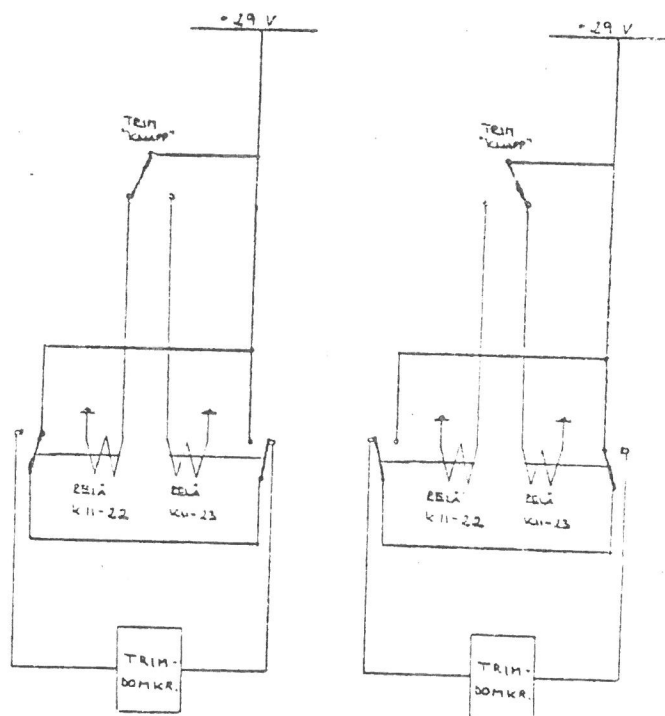 +29 V
TRIM
"KNAPP"
RELÄ
K11-22
RELÄ
K11-23
TRIM-
DOMKR.
+29 V
TRIM
"KNAPP"
RELÄ
K11-22
RELÄ
K11-23
TRIM-
DOMKR.